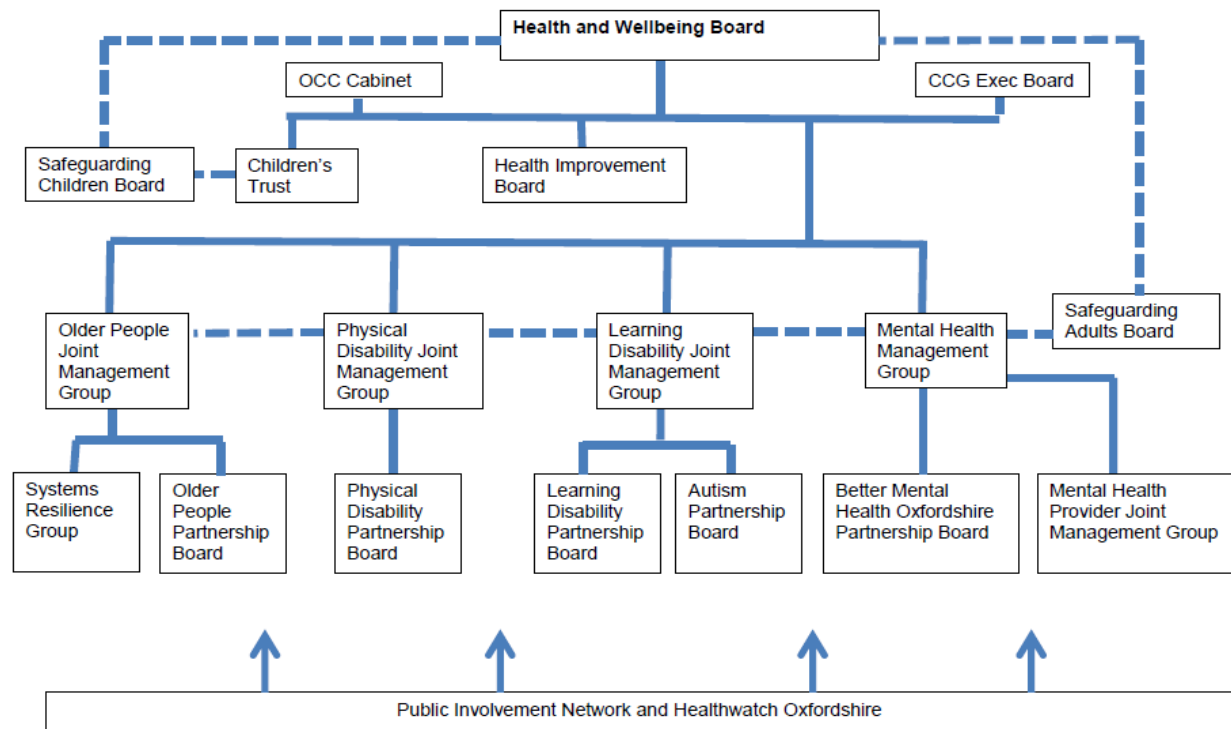 Health and Wellbeing Board
OCC Cabinet
CCG Exec Board
Safeguarding
Children Board
Children's
Trust
Health Improvement
Board
Older People
Joint
Management
Group
Physical
Disability Joint
Management
Group
Learning
Disability Joint
Management
Group
Mental Health
Management
Group
Safeguarding
Adults Board
Systems
Resilience
Group
Older
People
Partnership
Board
Physical
Disability
Partnership
Board
Learning
Disability
Partnership
Board
Autism
Partnership
Board
Better Mental
Health Oxfordshire
Partnership Board
Mental Health
Provider Joint
Management Group
Public Involvement Network and Healthwatch Oxfordshire